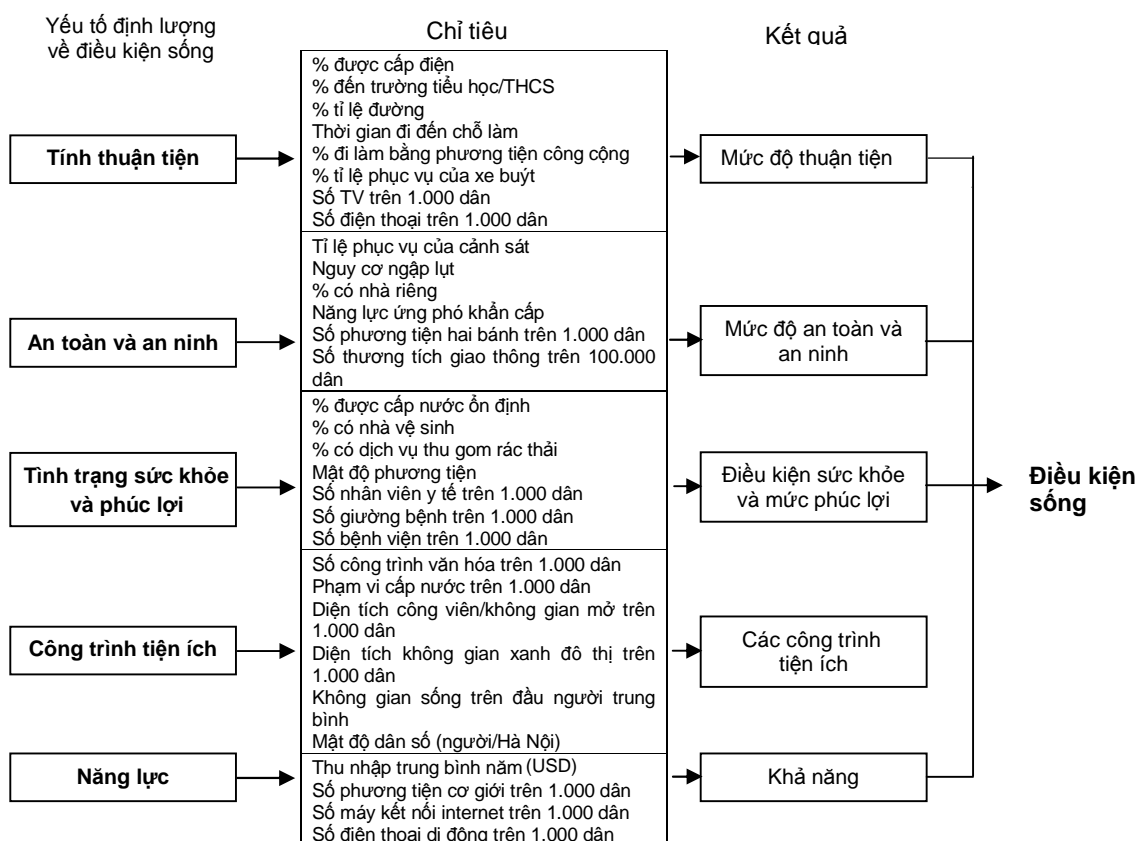 Yếu tố định lượng
về điều kiện sống
Chỉ tiêu
Kết quả
Tính thuận tiện
% được cấp điện
% đến trường tiểu học/THCS
% tỉ lệ đường
Thời gian đi đến chỗ làm
% đi làm bằng phương tiện công cộng
% tỉ lệ phục vụ của xe buýt
Số TV trên 1.000 dân
Số điện thoại trên 1.000 dân
Mức độ thuận tiện
An toàn và an ninh
Tỉ lệ phục vụ của cảnh sát
Nguy cơ ngập lụt
% có nhà riêng
Năng lực ứng phó khẩn cấp
Số phương tiện hai bánh trên 1.000 dân
Số thương tích giao thông trên 100.000
dân
Mức độ an toàn và
an ninh
Tình trạng sức khỏe
và phúc lợi
% được cấp nước ổn định
% có nhà vệ sinh
% có dịch vụ thu gom rác thải
Mật độ phương tiện
Số nhân viên y tế trên 1.000 dân
Số giường bệnh trên 1.000 dân
Số bệnh viện trên 1.000 dân
Điều kiện sức khỏe
và mức phúc lợi
Điều kiện
sống
Công trình tiện ích
Số công trình văn hóa trên 1.000 dân
Phạm vi cấp nước trên 1.000 dân
Diện tích công viên/không gian mở trên
1.000 dân
Diện tích không gian xanh đô thị trên
1.000 dân
Không gian sống trên đầu người trung
bình
Mật độ dân số (người/Hà Nội)
Các công trình
tiện ích
Năng lực
Thu nhập trung bình năm (USD)
Số phương tiện cơ giới trên 1.000 dân
Số máy kết nối internet trên 1.000 dân
Số điện thoại di động trên 1.000 dân
Khả năng